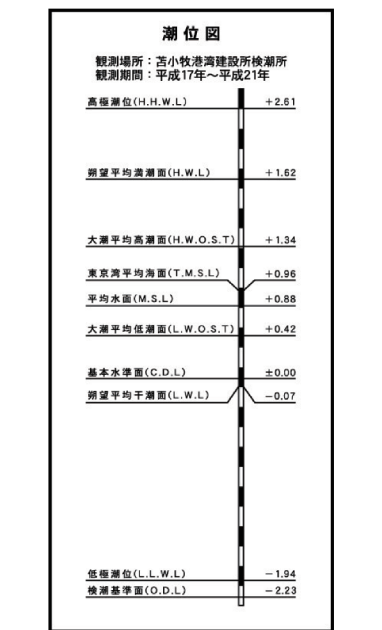 潮位図
観測場所：苫小牧港湾建設所検潮所
観測期間：平成17年～平成21年
高極潮位(H.H.W.L) +2.61
朔望平均満潮面(H.W.L) +1.62
大潮平均高潮面(H.W.O.S.T) +1.34
東京湾平均海面(T.M.S.L) +0.96
平均水面(M.S.L) +0.88
大潮平均低潮面(L.W.O.S.T) +0.42
基本水準面(C.D.L) ±0.00
朔望平均干潮面(L.W.L) −0.07
低極潮位(L.L.W.L) −1.94
検潮基準面(O.D.L) −2.23